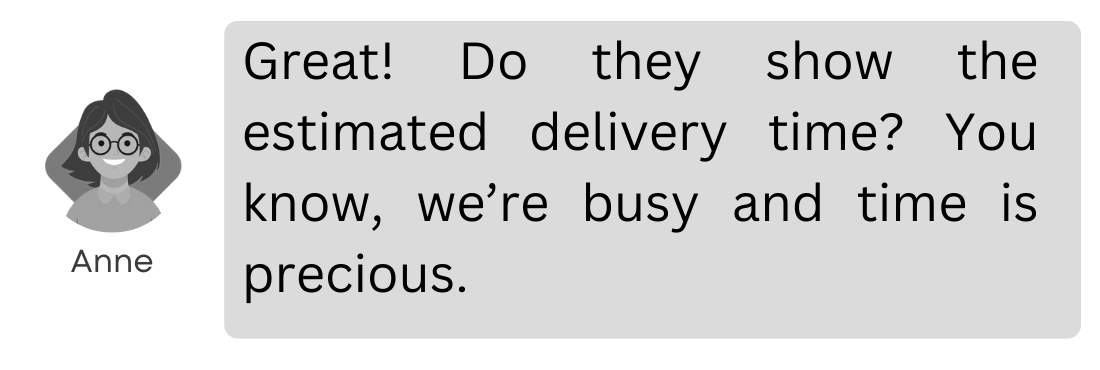 Great! Do they show the
estimated delivery time? You
know, we’re busy and time is
precious.
Anne